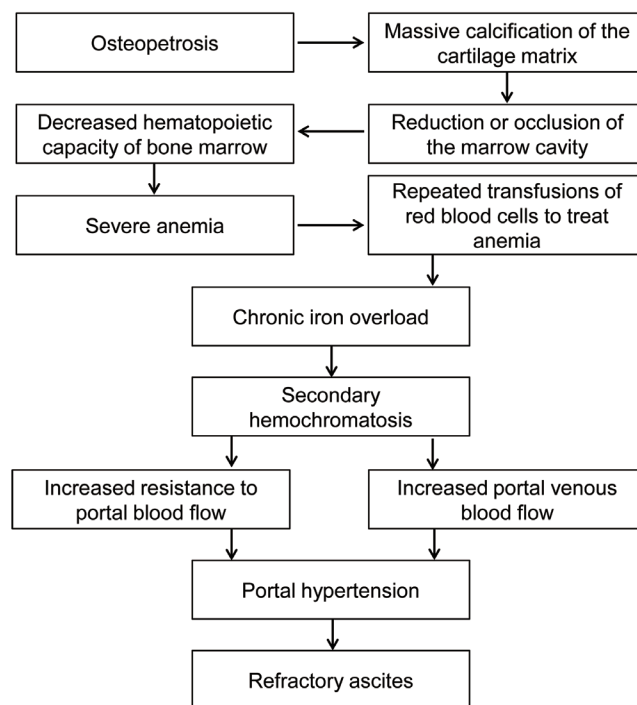 Osteopetrosis
Massive calcification of the
cartilage matrix
Decreased hematopoietic
capacity of bone marrow
Reduction or occlusion of
the marrow cavity
Severe anemia
Repeated transfusions of
red blood cells to treat
anemia
Chronic iron overload
Secondary
hemochromatosis
Increased resistance to
portal blood flow
Increased portal venous
blood flow
Portal hypertension
Refractory ascites